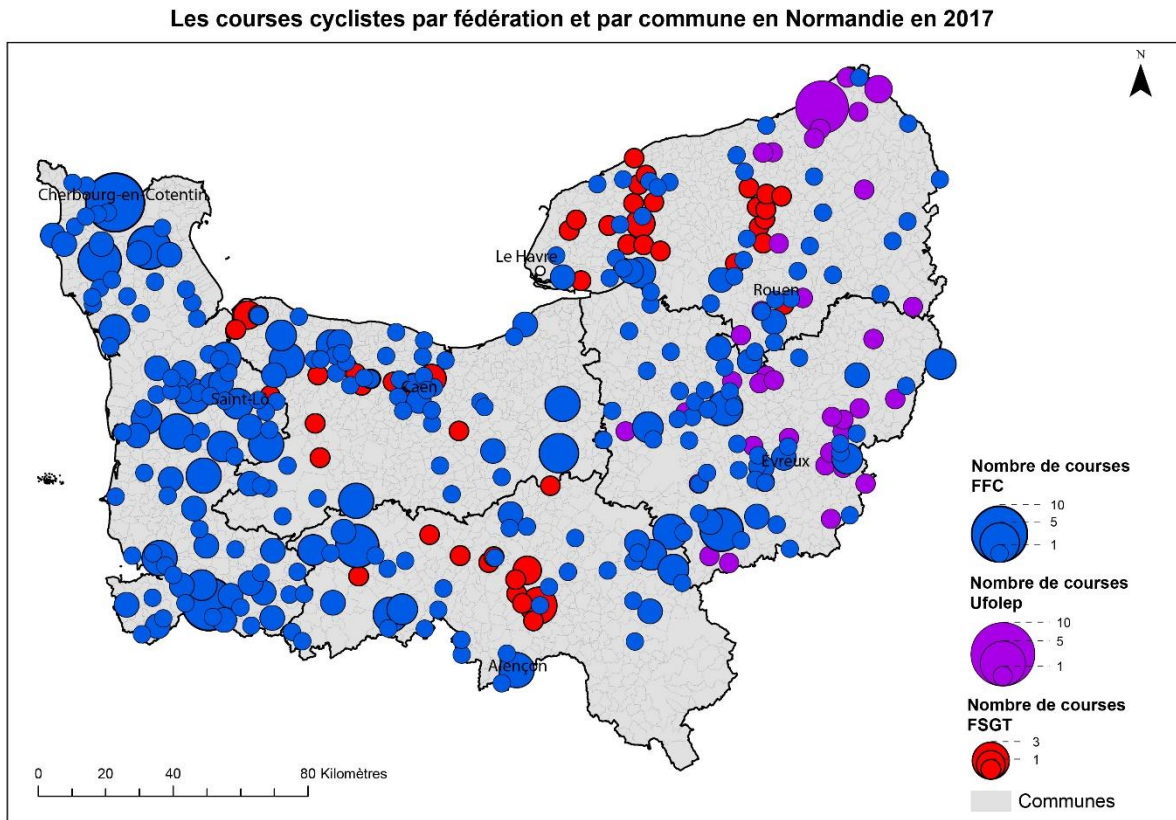 Les courses cyclistes par fédération et par commune en Normandie en 2017
N
Cherbourg-en-Cotentin
Le Havre
Rouen
Saint-Lô
Caen
Évreux
Alençon
Nombre de courses
FFC
10
5
1
Nombre de courses
Ufolep
10
5
1
Nombre de courses
FSGT
3
1
Communes
0 20 40 80 Kilomètres